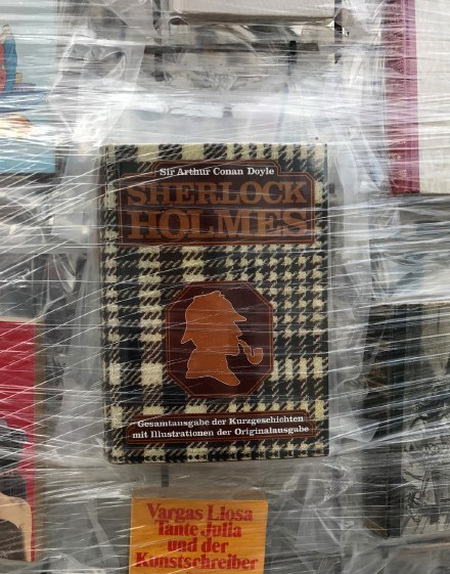 Sir Arthur Conan Doyle
SHERLOCK
HOLMES
Gesamtausgabe der Kurzgeschichten
mit Illustrationen der Originalausgabe
Vargas Llosa
Tante Julia
und der
Kunstschreiber